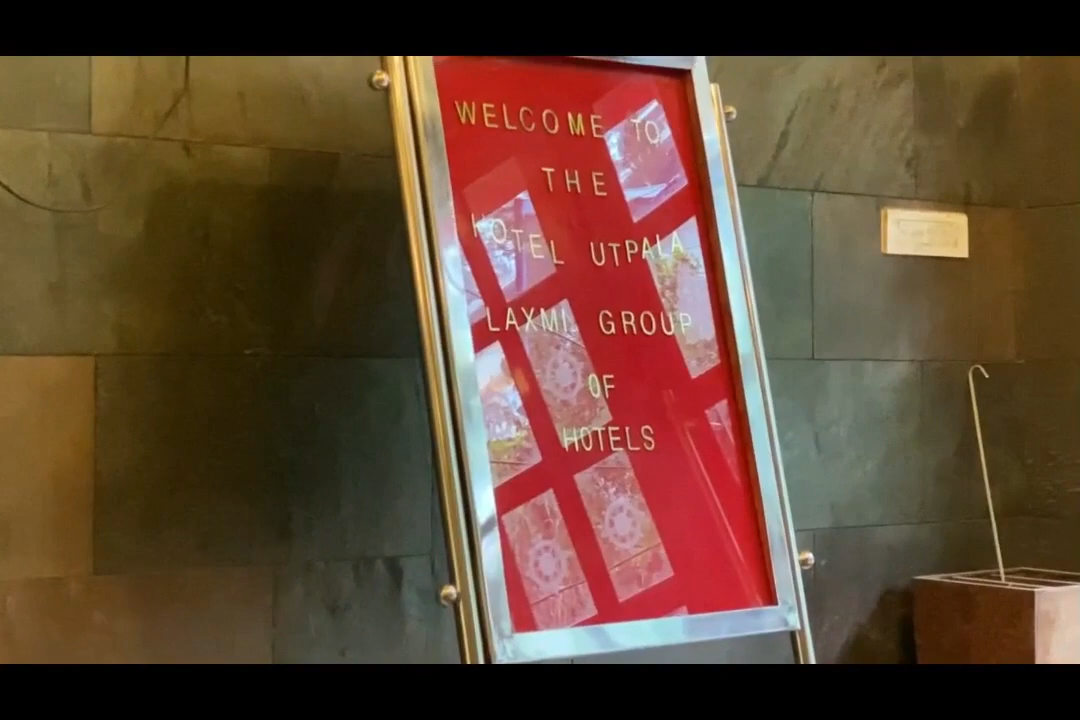 WELCOME TO
THE
HOTEL UTPALA
LAXMI GROUP
OF
HOTELS